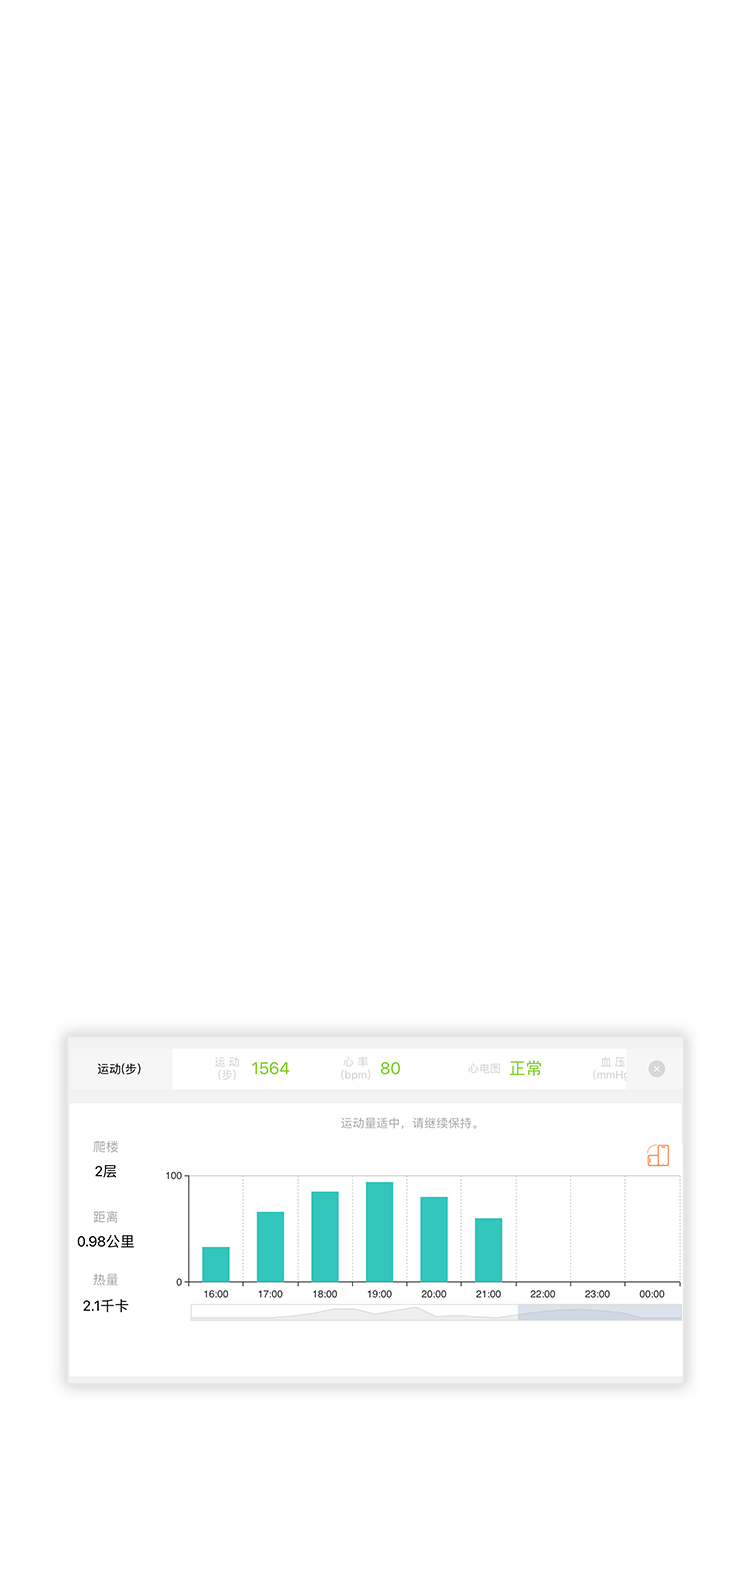 运动(步)
运 动
(步)
1564
心 率
(bpm)
80
心电图
正常
血 压
(mmHg
运动量适中，请继续保持。
爬楼
2层
距离
0.98公里
热量
2.1千卡
100
0
16:00 17:00 18:00 19:00 20:00 21:00 22:00 23:00 00:00